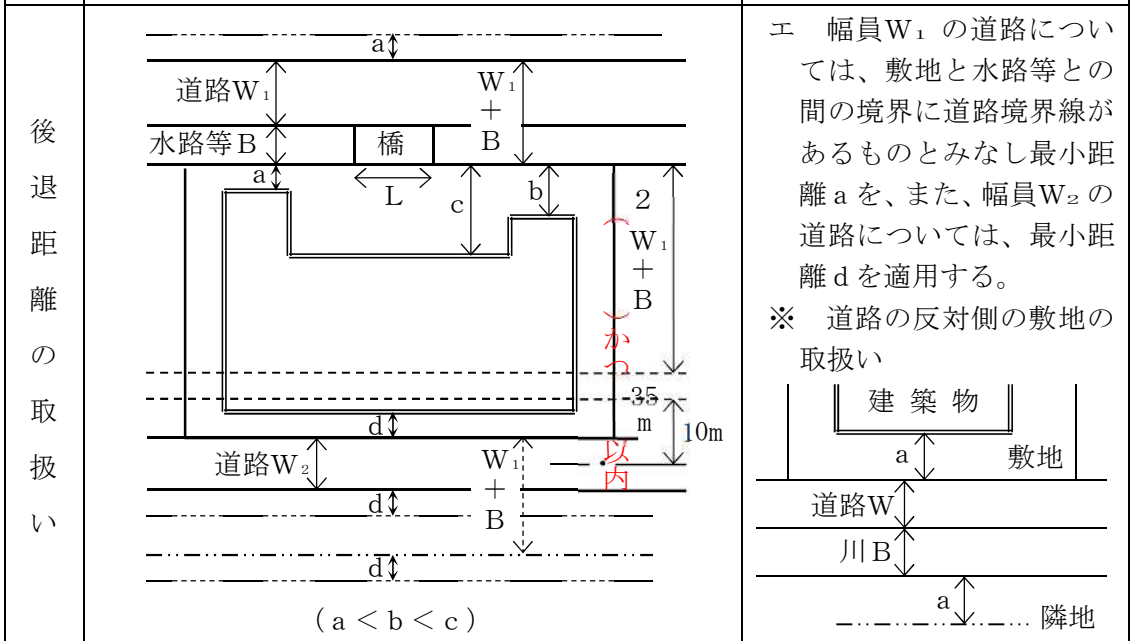 後退距離の取扱い
a
道路W₁
W₁+B
水路等B
橋
a
L
c
b
2(W₁+B)かつ35m以内
d
10m
道路W₂
W₁+B
d
d
(a<b<c)
エ 幅員W₁の道路につい
ては、敷地と水路等との
間の境界に道路境界線が
あるものとみなし最小距
離aを、また、幅員W₂の
道路については、最小距
離dを適用する。
※ 道路の反対側の敷地の
取扱い
建築物
a
敷地
道路W
川B
a
隣地